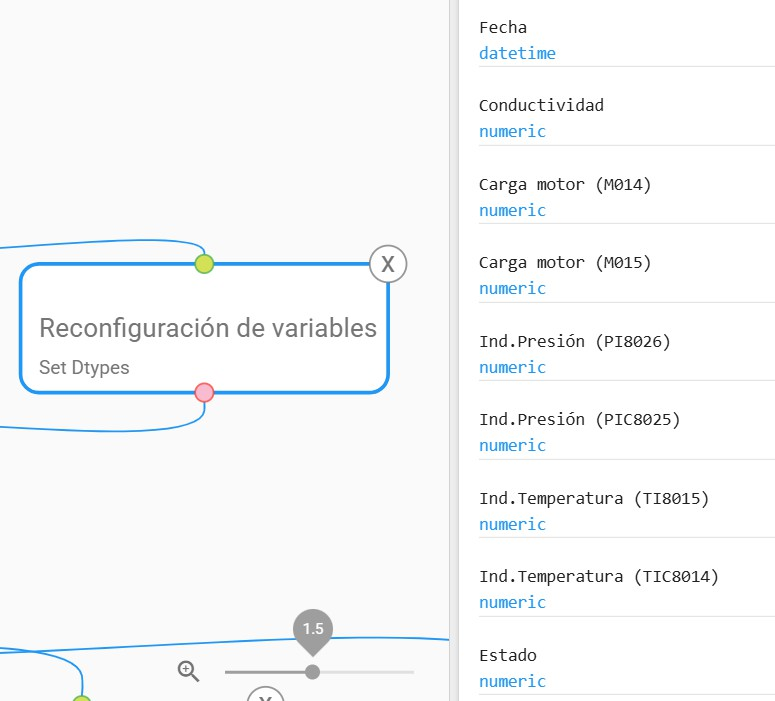 X
Reconfiguración de variables
Set Dtypes
1.5
Fecha
datetime
Conductividad
numeric
Carga motor (M014)
numeric
Carga motor (M015)
numeric
Ind.Presión (PI8026)
numeric
Ind.Presión (PIC8025)
numeric
Ind.Temperatura (TI8015)
numeric
Ind.Temperatura (TIC8014)
numeric
Estado
numeric